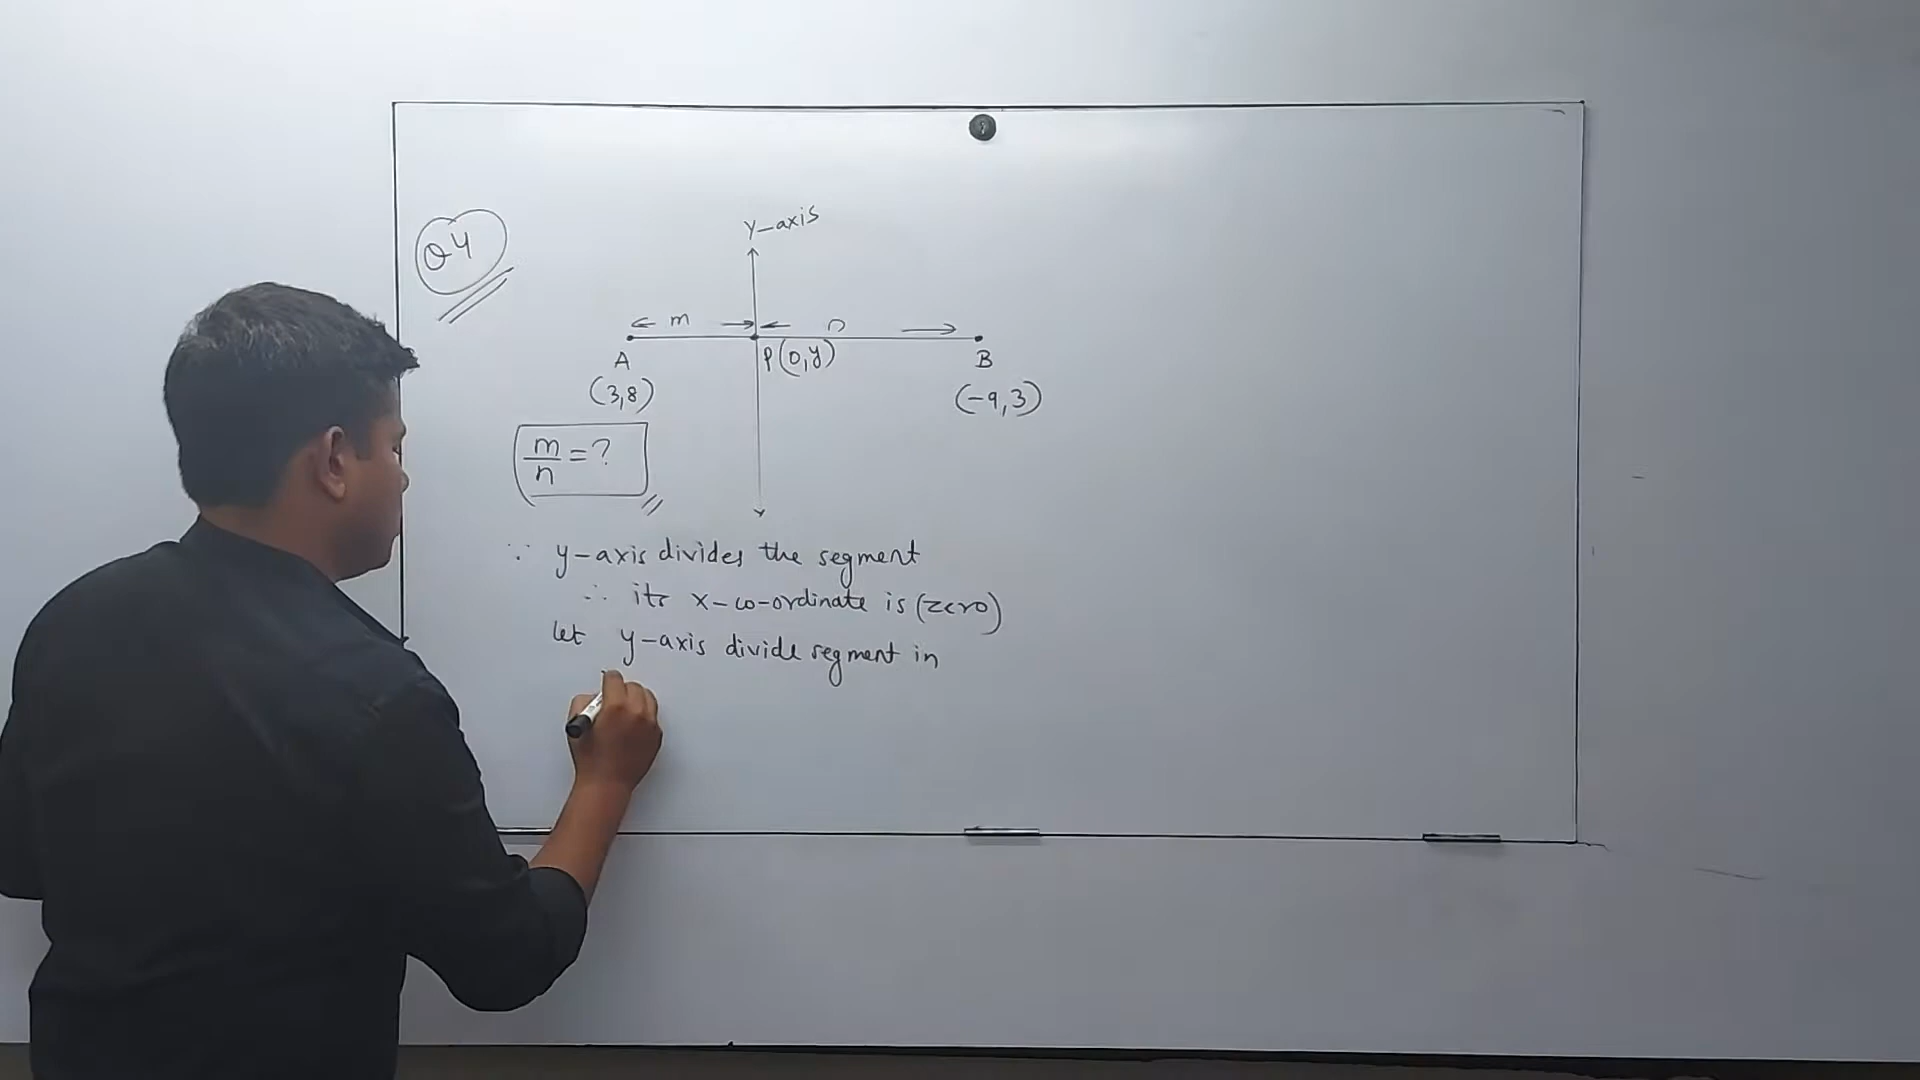 Q4
y-axis
m n
A P(0,y) B
(3,8) (-9,3)
m/n = ?
∵ y-axis divides the segment
∴ its x-co-ordinate is (zero)
let y-axis divide segment in